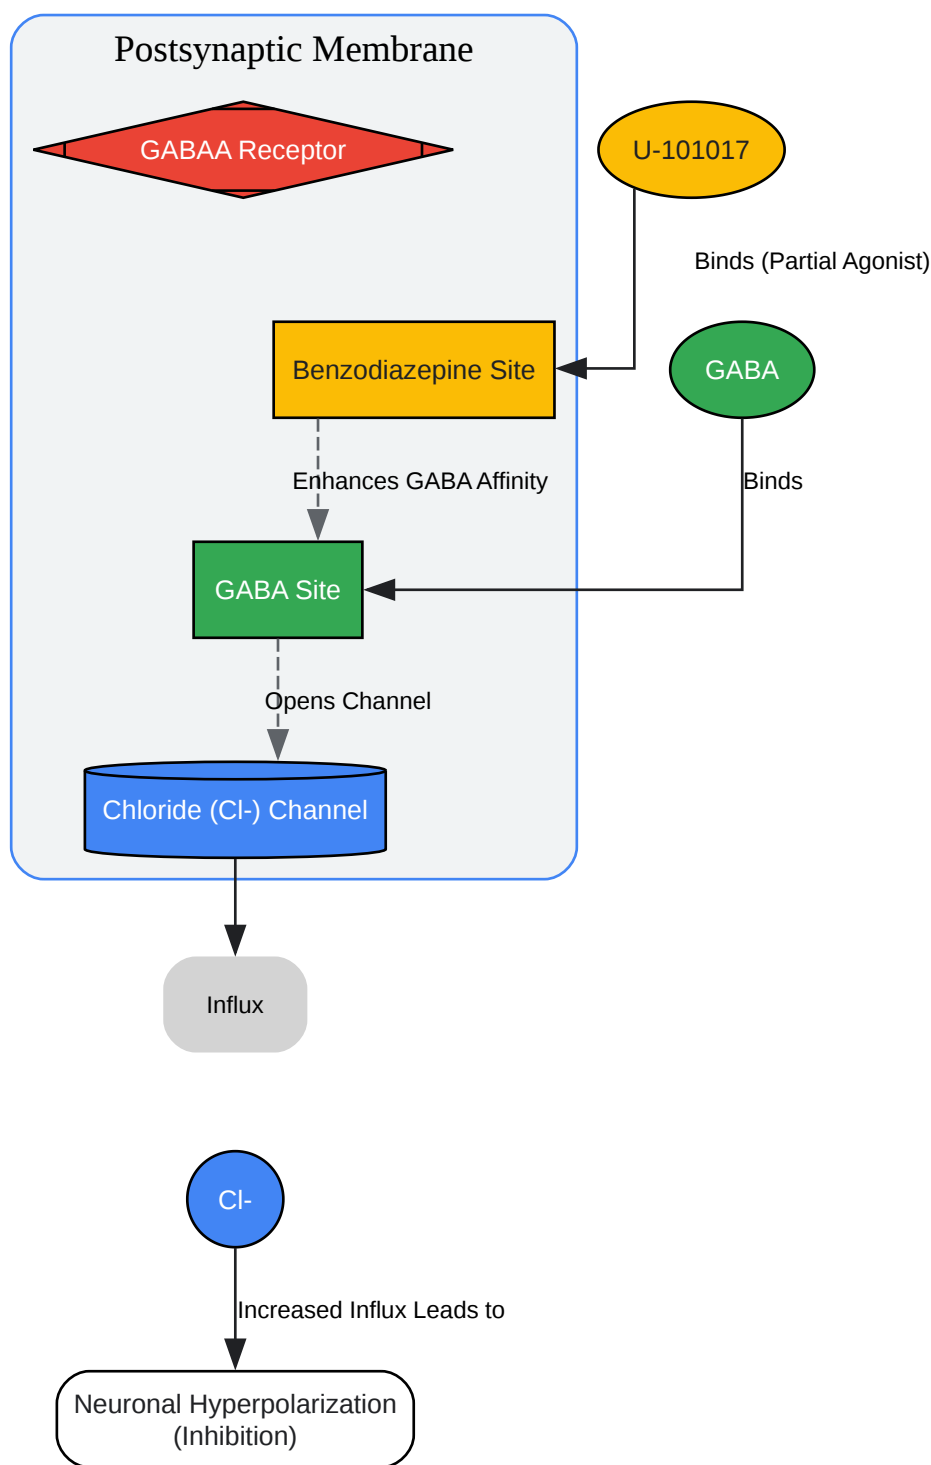 Postsynaptic Membrane
GABAA Receptor
U-101017
Binds (Partial Agonist)
Benzodiazepine Site
GABA
Enhances GABA Affinity
Binds
GABA Site
Opens Channel
Chloride (Cl-) Channel
Influx
Cl-
Increased Influx Leads to
Neuronal Hyperpolarization
(Inhibition)